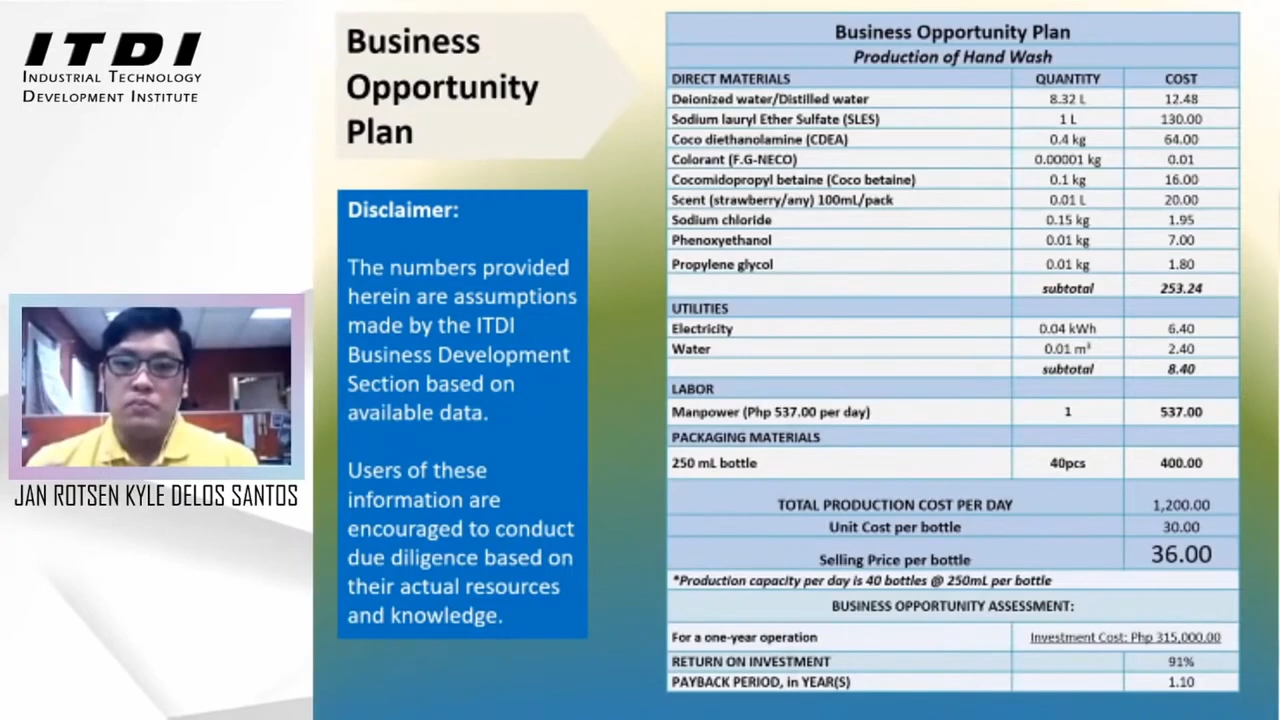 ITDI
INDUSTRIAL TECHNOLOGY
DEVELOPMENT INSTITUTE
JAN ROTSEN KYLE DELOS SANTOS
Business
Opportunity
Plan
Disclaimer:
The numbers provided
herein are assumptions
made by the ITDI
Business Development
Section based on
available data.
Users of these
information are
encouraged to conduct
due diligence based on
their actual resources
and knowledge.
Business Opportunity Plan
Production of Hand Wash
DIRECT MATERIALS QUANTITY COST
Deionized water/Distilled water 8.32 L 12.48
Sodium lauryl Ether Sulfate (SLES) 1 L 130.00
Coco diethanolamine (CDEA) 0.4 kg 64.00
Colorant (F.G-NECO) 0.00001 kg 0.01
Cocomidopropyl betaine (Coco betaine) 0.1 kg 16.00
Scent (strawberry/any) 100mL/pack 0.01 L 20.00
Sodium chloride 0.15 kg 1.95
Phenoxyethanol 0.01 kg 7.00
Propylene glycol 0.01 kg 1.80
subtotal 253.24
UTILITIES
Electricity 0.04 kWh 6.40
Water 0.01 m³ 2.40
subtotal 8.40
LABOR
Manpower (Php 537.00 per day) 1 537.00
PACKAGING MATERIALS
250 mL bottle 40pcs 400.00
TOTAL PRODUCTION COST PER DAY 1,200.00
Unit Cost per bottle 30.00
Selling Price per bottle 36.00
*Production capacity per day is 40 bottles @ 250mL per bottle
BUSINESS OPPORTUNITY ASSESSMENT:
For a one-year operation Investment Cost: Php 315,000.00
RETURN ON INVESTMENT 91%
PAYBACK PERIOD, in YEAR(S) 1.10